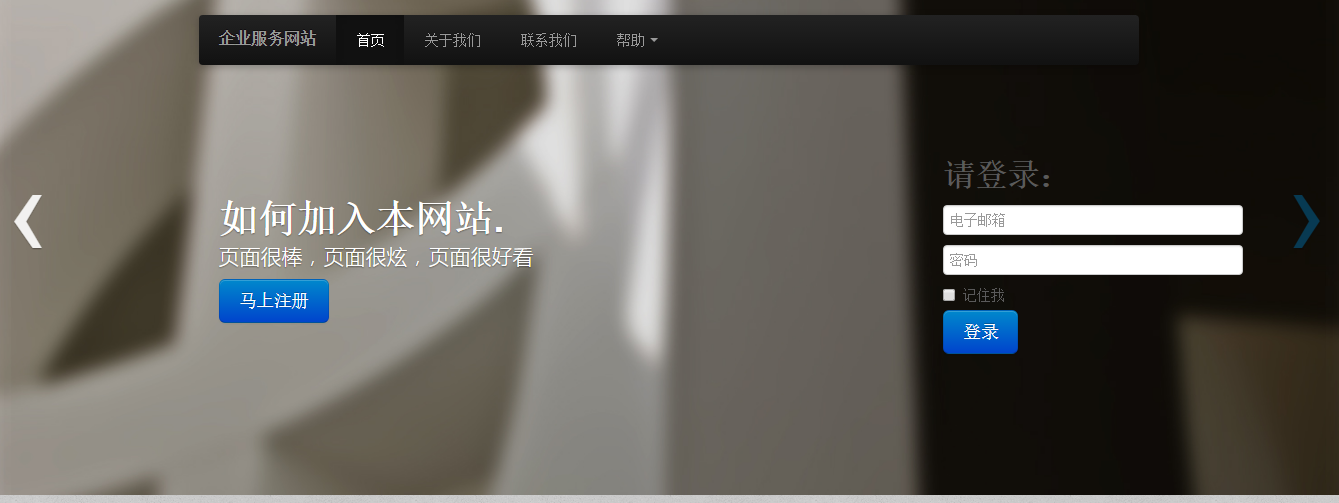 企业服务网站 首页 关于我们 联系我们 帮助
如何加入本网站.
页面很棒，页面很炫，页面很好看
马上注册
请登录：
电子邮箱
密码
记住我
登录